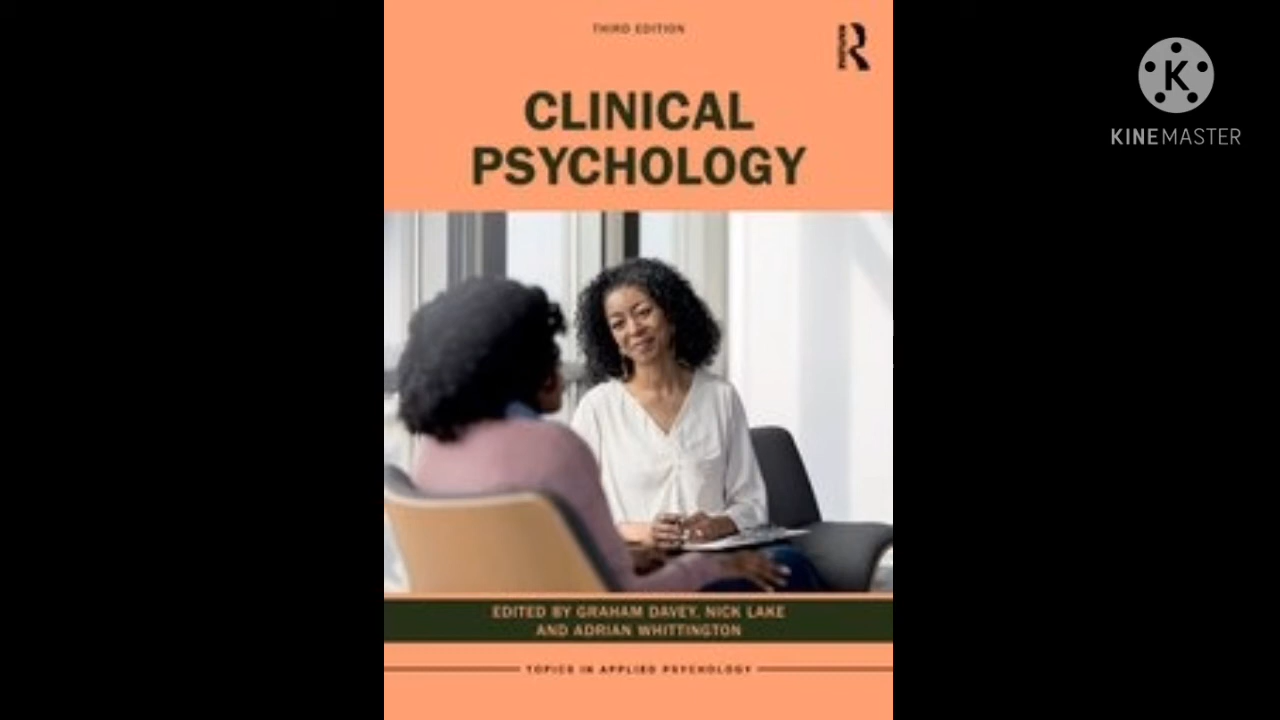 THIRD EDITION
CLINICAL
PSYCHOLOGY
EDITED BY GRAHAM DAVEY, NICK LAKE
AND ADRIAN WHITTINGTON
TOPICS IN APPLIED PSYCHOLOGY
K
KINEMASTER